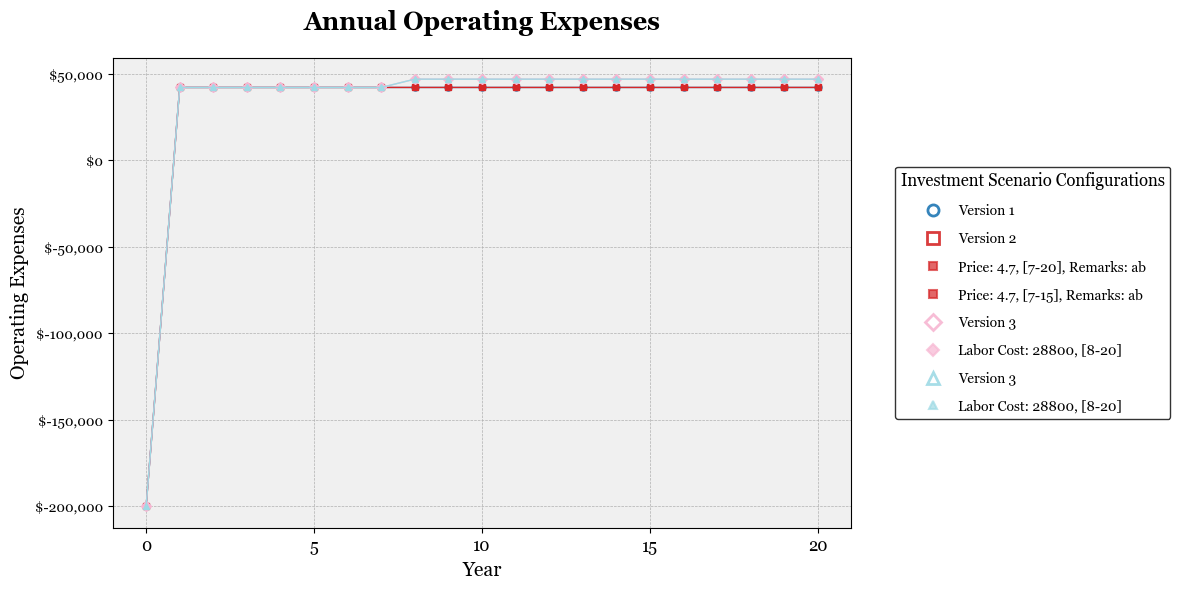 Annual Operating Expenses
$50,000
$0
$-50,000
$-100,000
$-150,000
$-200,000
Operating Expenses
0 5 10 15 20
Year
Investment Scenario Configurations
Version 1
Version 2
Price: 4.7, [7-20], Remarks: ab
Price: 4.7, [7-15], Remarks: ab
Version 3
Labor Cost: 28800, [8-20]
Version 3
Labor Cost: 28800, [8-20]